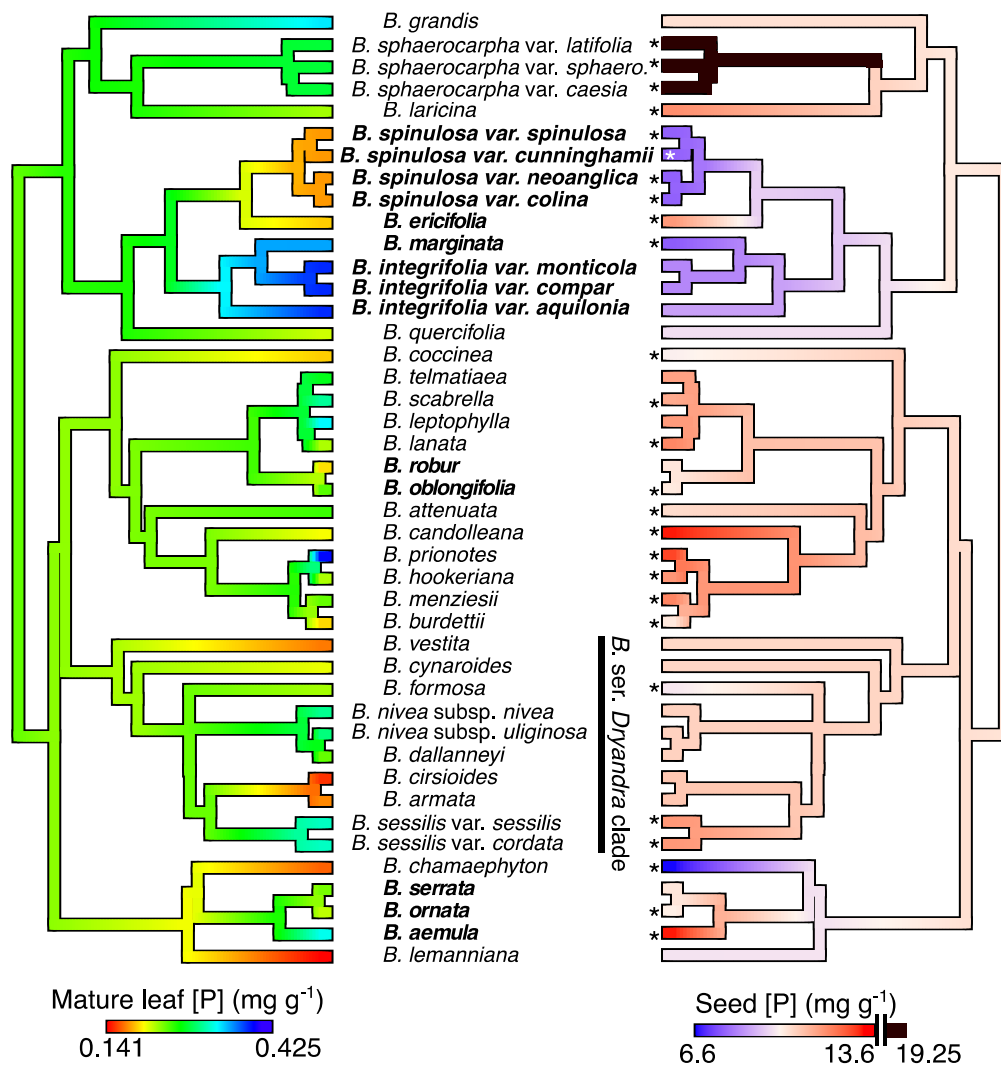 B. grandis
B. sphaerocarpha var. latifolia
*
B. sphaerocarpha var. sphaero.
*
B. sphaerocarpha var. caesia
*
B. laricina
*
B. spinulosa var. spinulosa
*
B. spinulosa var. cunninghamii
*
B. spinulosa var. neoanglica
*
B. spinulosa var. colina
*
B. ericifolia
*
B. marginata
*
B. integrifolia var. monticola
B. integrifolia var. compar
B. integrifolia var. aquilonia
B. quercifolia
B. coccinea
*
B. telmatiaea
B. scabrella
*
B. leptophylla
B. lanata
*
B. robur
B. oblongifolia
*
B. attenuata
*
B. candolleana
*
B. prionotes
*
B. hookeriana
*
B. menziesii
*
B. burdettii
*
B. vestita
B. cynaroides
B. formosa
*
B. nivea subsp. nivea
B. nivea subsp. uliginosa
B. dallanneyi
B. cirsioides
B. armata
B. sessilis var. sessilis
*
B. sessilis var. cordata
*
B. ser. Dryandra clade
B. chamaephyton
*
B. serrata
B. ornata
*
B. aemula
*
B. lemanniana
Mature leaf [P] (mg g⁻¹)
0.141 0.425
Seed [P] (mg g⁻¹)
6.6 13.6 19.25